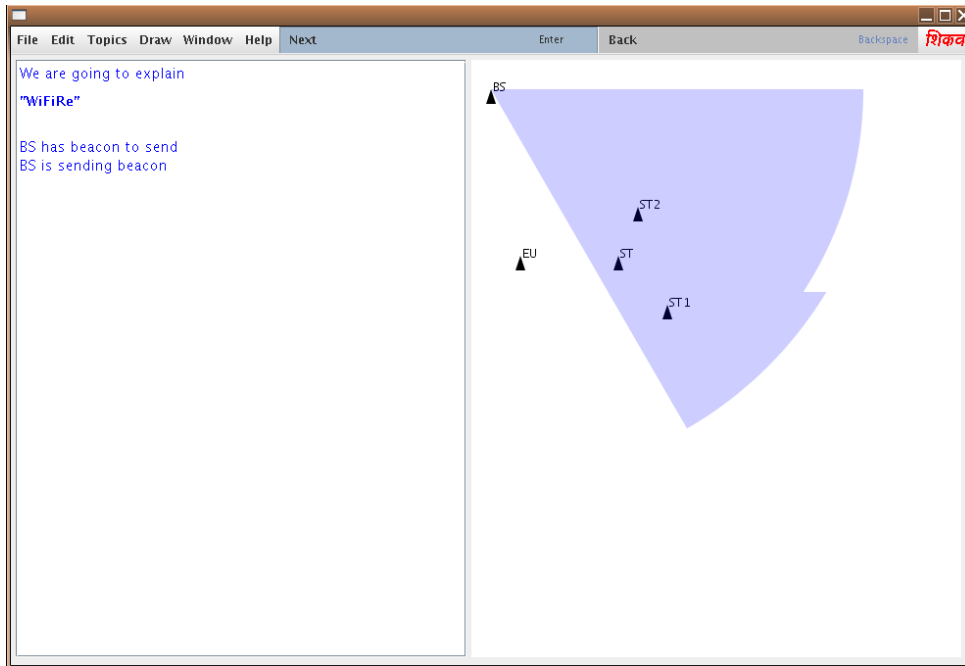 File Edit Topics Draw Window Help Next Enter Back Backspace
We are going to explain
"WiFiRe"
BS has beacon to send
BS is sending beacon
BS
ST2
EU
ST
ST1